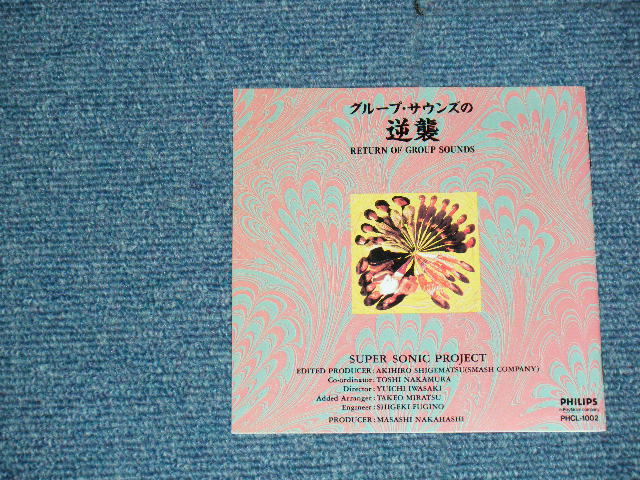 グループ・サウンズの
逆襲
RETURN OF GROUP SOUNDS
SUPER SONIC PROJECT
EDITED PRODUCER: AKIHIRO SHIGEMATSU(SMASH COMPANY)
Co-ordinator: TOSHI NAKAMURA
Director: YUICHI IWASAKI
Added Arranger: TAKEO MIRATSU
Engineer: SHIGEKI FUGINO
PRODUCER: MASASHI NAKAHASHI
PHILIPS
a PolyGram company
PHCL-1002